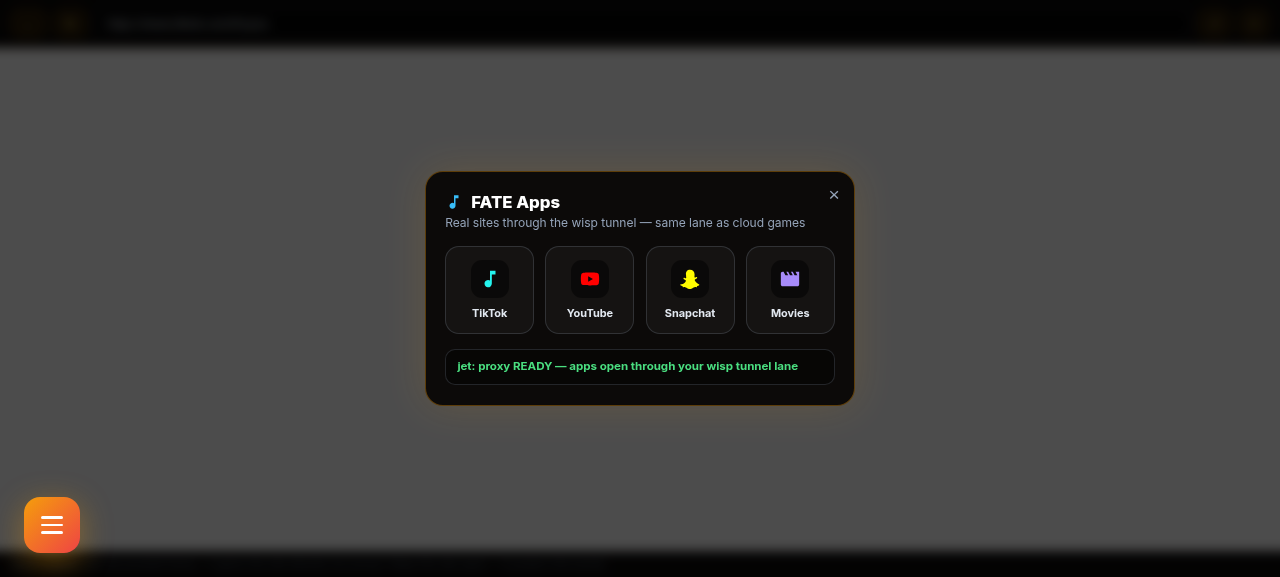 FATE Apps
Real sites through the wisp tunnel — same lane as cloud games
TikTok
YouTube
Snapchat
Movies
jet: proxy READY — apps open through your wisp tunnel lane